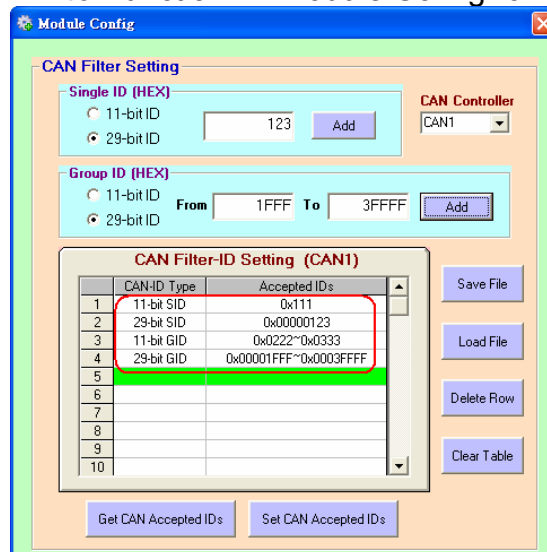 Module Config
CAN Filter Setting
Single ID (HEX)
11-bit ID
29-bit ID
123
Add
CAN Controller
CAN1
Group ID (HEX)
11-bit ID
29-bit ID
From 1FFF To 3FFFF
Add
CAN Filter-ID Setting (CAN1)
CAN-ID Type Accepted IDs
1 11-bit SID 0x111
2 29-bit SID 0x00000123
3 11-bit GID 0x0222~0x0333
4 29-bit GID 0x00001FFF~0x0003FFFF
5
6
7
8
9
10
Save File
Load File
Delete Row
Clear Table
Get CAN Accepted IDs Set CAN Accepted IDs